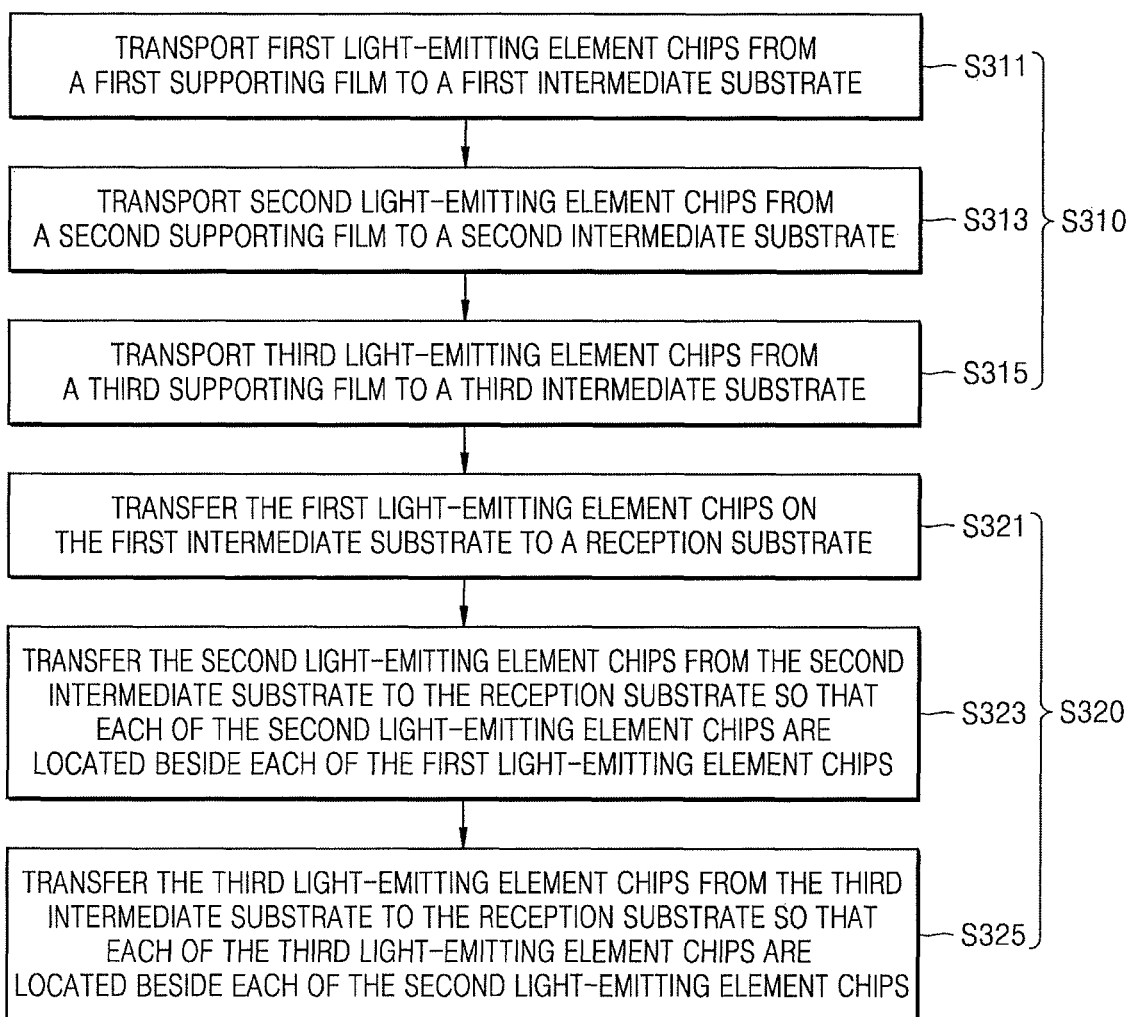 TRANSPORT FIRST LIGHT-EMITTING ELEMENT CHIPS FROM
A FIRST SUPPORTING FILM TO A FIRST INTERMEDIATE SUBSTRATE
S311
TRANSPORT SECOND LIGHT-EMITTING ELEMENT CHIPS FROM
A SECOND SUPPORTING FILM TO A SECOND INTERMEDIATE SUBSTRATE
S313
S310
TRANSPORT THIRD LIGHT-EMITTING ELEMENT CHIPS FROM
A THIRD SUPPORTING FILM TO A THIRD INTERMEDIATE SUBSTRATE
S315
TRANSFER THE FIRST LIGHT-EMITTING ELEMENT CHIPS ON
THE FIRST INTERMEDIATE SUBSTRATE TO A RECEPTION SUBSTRATE
S321
TRANSFER THE SECOND LIGHT-EMITTING ELEMENT CHIPS FROM THE SECOND
INTERMEDIATE SUBSTRATE TO THE RECEPTION SUBSTRATE SO THAT
EACH OF THE SECOND LIGHT-EMITTING ELEMENT CHIPS ARE
LOCATED BESIDE EACH OF THE FIRST LIGHT-EMITTING ELEMENT CHIPS
S323
S320
TRANSFER THE THIRD LIGHT-EMITTING ELEMENT CHIPS FROM THE THIRD
INTERMEDIATE SUBSTRATE TO THE RECEPTION SUBSTRATE SO THAT
EACH OF THE THIRD LIGHT-EMITTING ELEMENT CHIPS ARE
LOCATED BESIDE EACH OF THE SECOND LIGHT-EMITTING ELEMENT CHIPS
S325